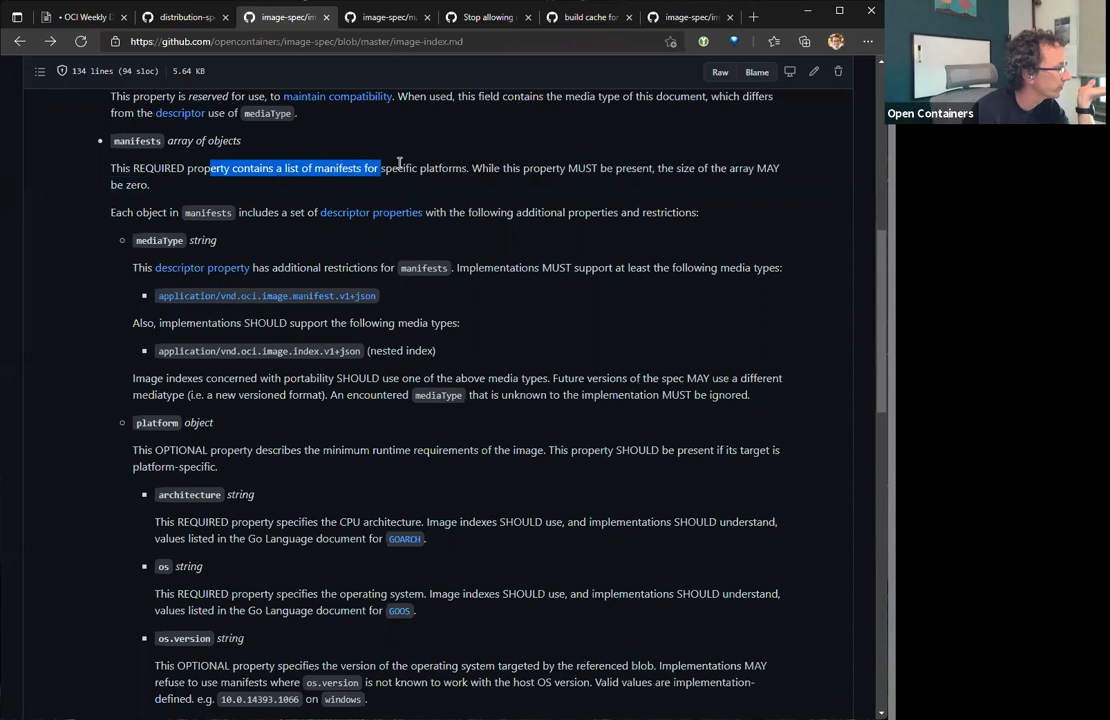 OCI Weekly D
distribution-sp
image-spec/im
image-spec/ma
Stop allowing
build cache for
image-spec/im
https://github.com/opencontainers/image-spec/blob/master/image-index.md
134 lines (94 sloc) 5.64 KB
Raw Blame
Open Containers
This property is reserved for use, to maintain compatibility. When used, this field contains the media type of this document, which differs
from the descriptor use of mediaType.
manifests array of objects
This REQUIRED property contains a list of manifests for specific platforms. While this property MUST be present, the size of the array MAY
be zero.
Each object in manifests includes a set of descriptor properties with the following additional properties and restrictions:
mediaType string
This descriptor property has additional restrictions for manifests. Implementations MUST support at least the following media types:
application/vnd.oci.image.manifest.v1+json
Also, implementations SHOULD support the following media types:
application/vnd.oci.image.index.v1+json (nested index)
Image indexes concerned with portability SHOULD use one of the above media types. Future versions of the spec MAY use a different
mediatype (i.e. a new versioned format). An encountered mediaType that is unknown to the implementation MUST be ignored.
platform object
This OPTIONAL property describes the minimum runtime requirements of the image. This property SHOULD be present if its target is
platform-specific.
architecture string
This REQUIRED property specifies the CPU architecture. Image indexes SHOULD use, and implementations SHOULD understand,
values listed in the Go Language document for GOARCH.
os string
This REQUIRED property specifies the operating system. Image indexes SHOULD use, and implementations SHOULD understand,
values listed in the Go Language document for GOOS.
os.version string
This OPTIONAL property specifies the version of the operating system targeted by the referenced blob. Implementations MAY
refuse to use manifests where os.version is not known to work with the host OS version. Valid values are implementation-
defined. e.g. 10.0.14393.1066 on windows.